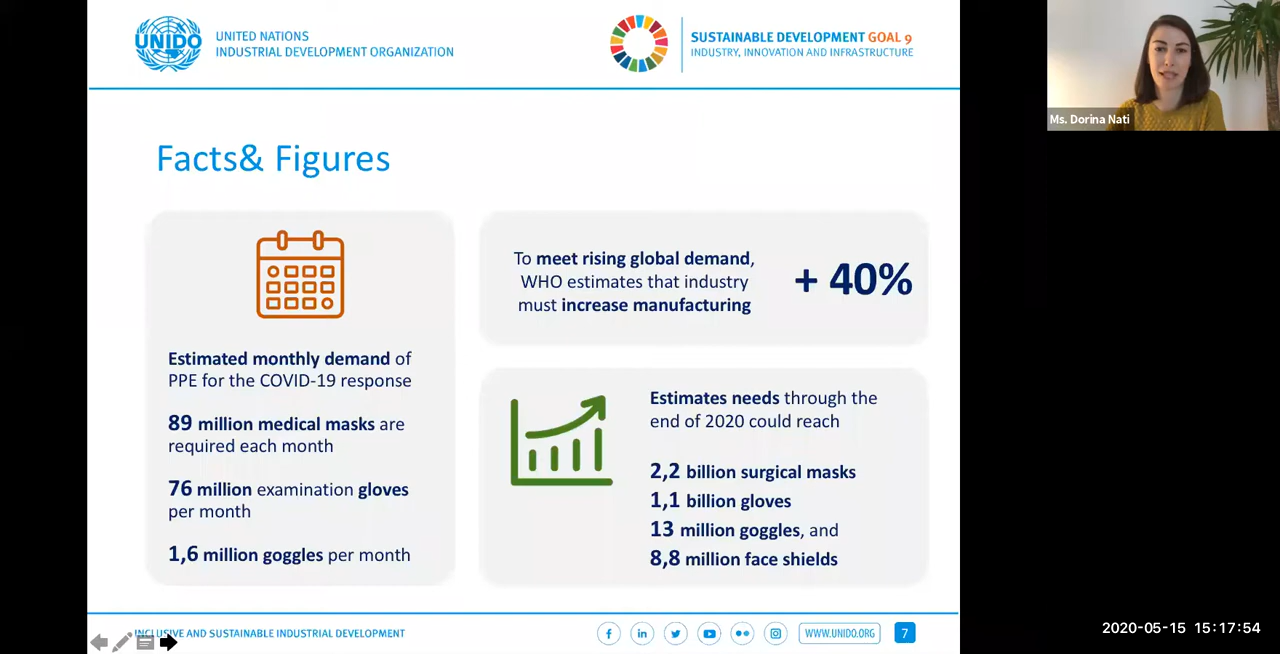 UNIDO
UNITED NATIONS
INDUSTRIAL DEVELOPMENT ORGANIZATION
SUSTAINABLE DEVELOPMENT GOAL 9
INDUSTRY, INNOVATION AND INFRASTRUCTURE
Ms. Dorina Nati
Facts& Figures
Estimated monthly demand of
PPE for the COVID-19 response
89 million medical masks are
required each month
76 million examination gloves
per month
1,6 million goggles per month
To meet rising global demand,
WHO estimates that industry
must increase manufacturing
+ 40%
Estimates needs through the
end of 2020 could reach
2,2 billion surgical masks
1,1 billion gloves
13 million goggles, and
8,8 million face shields
INCLUSIVE AND SUSTAINABLE INDUSTRIAL DEVELOPMENT
WWW.UNIDO.ORG
7
2020-05-15 15:17:54